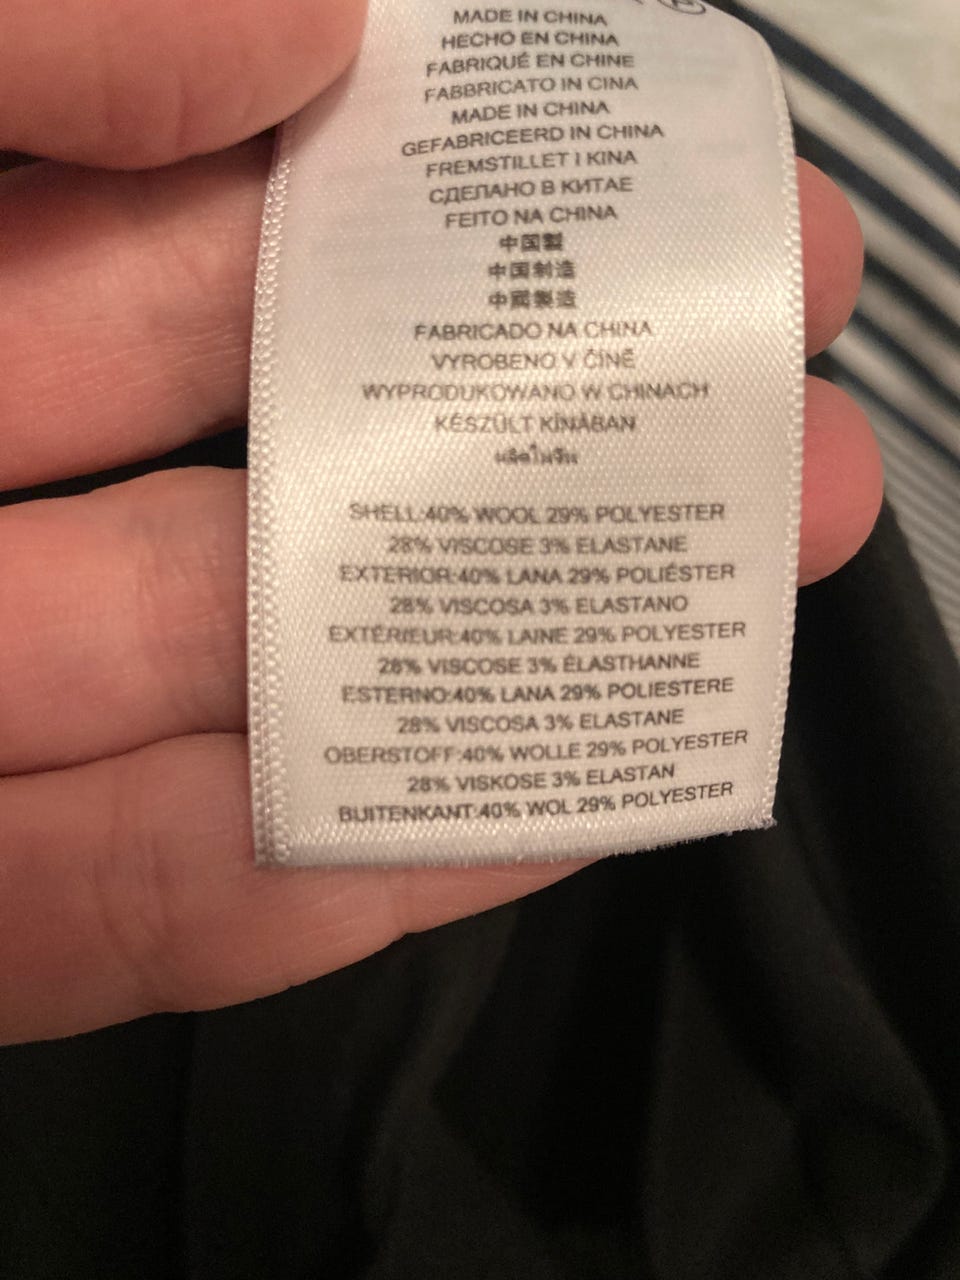 MADE IN CHINA
HECHO EN CHINA
FABRIQUÉ EN CHINE
FABBRICATO IN CINA
MADE IN CHINA
GEFABRICEERD IN CHINA
FREMSTILLET I KINA
СДЕЛАНО В КИТАЕ
FEITO NA CHINA
中国製
中国制造
中國製造
FABRICADO NA CHINA
VYROBENO V ČÍNĚ
WYPRODUKOWANO W CHINACH
KÉSZÜLT KÍNÁBAN
ผลิตในจีน
SHELL:40% WOOL 29% POLYESTER
28% VISCOSE 3% ELASTANE
EXTERIOR:40% LANA 29% POLIÉSTER
28% VISCOSA 3% ELASTANO
EXTÉRIEUR:40% LAINE 29% POLYESTER
28% VISCOSE 3% ÉLASTHANNE
ESTERNO:40% LANA 29% POLIESTERE
28% VISCOSA 3% ELASTANE
OBERSTOFF:40% WOLLE 29% POLYESTER
28% VISKOSE 3% ELASTAN
BUITENKANT:40% WOL 29% POLYESTER